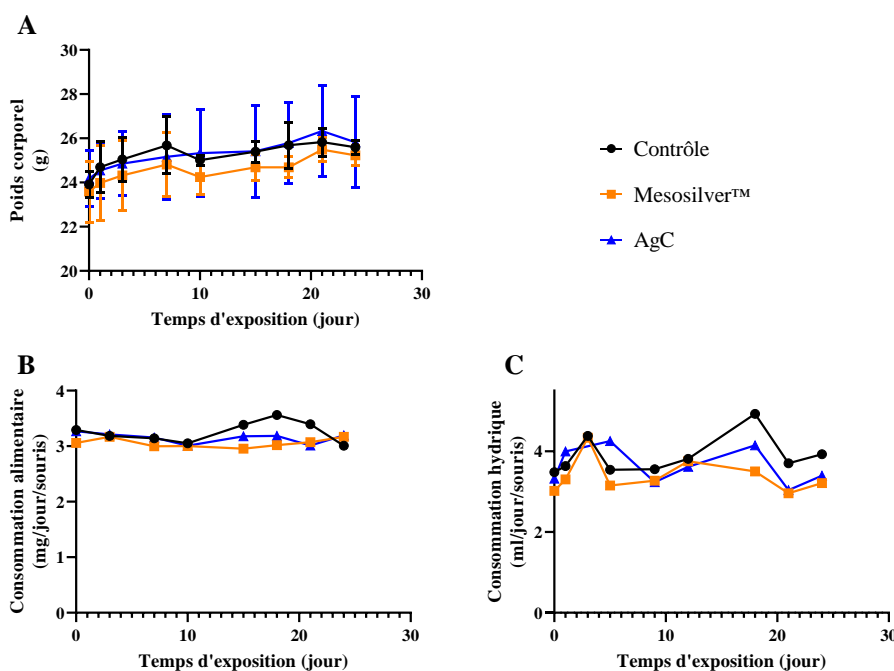 A
30
28
26
24
22
20
Poids corporel
(g)
0
10
20
30
Temps d'exposition (jour)
Contrôle
Mesosilver™
AgC
B
4
3
2
1
0
Consommation alimentaire
(mg/jour/souris)
0
10
20
30
Temps d'exposition (jour)
C
4
2
0
Consommation hydrique
(ml/jour/souris)
0
10
20
30
Temps d'exposition (jour)